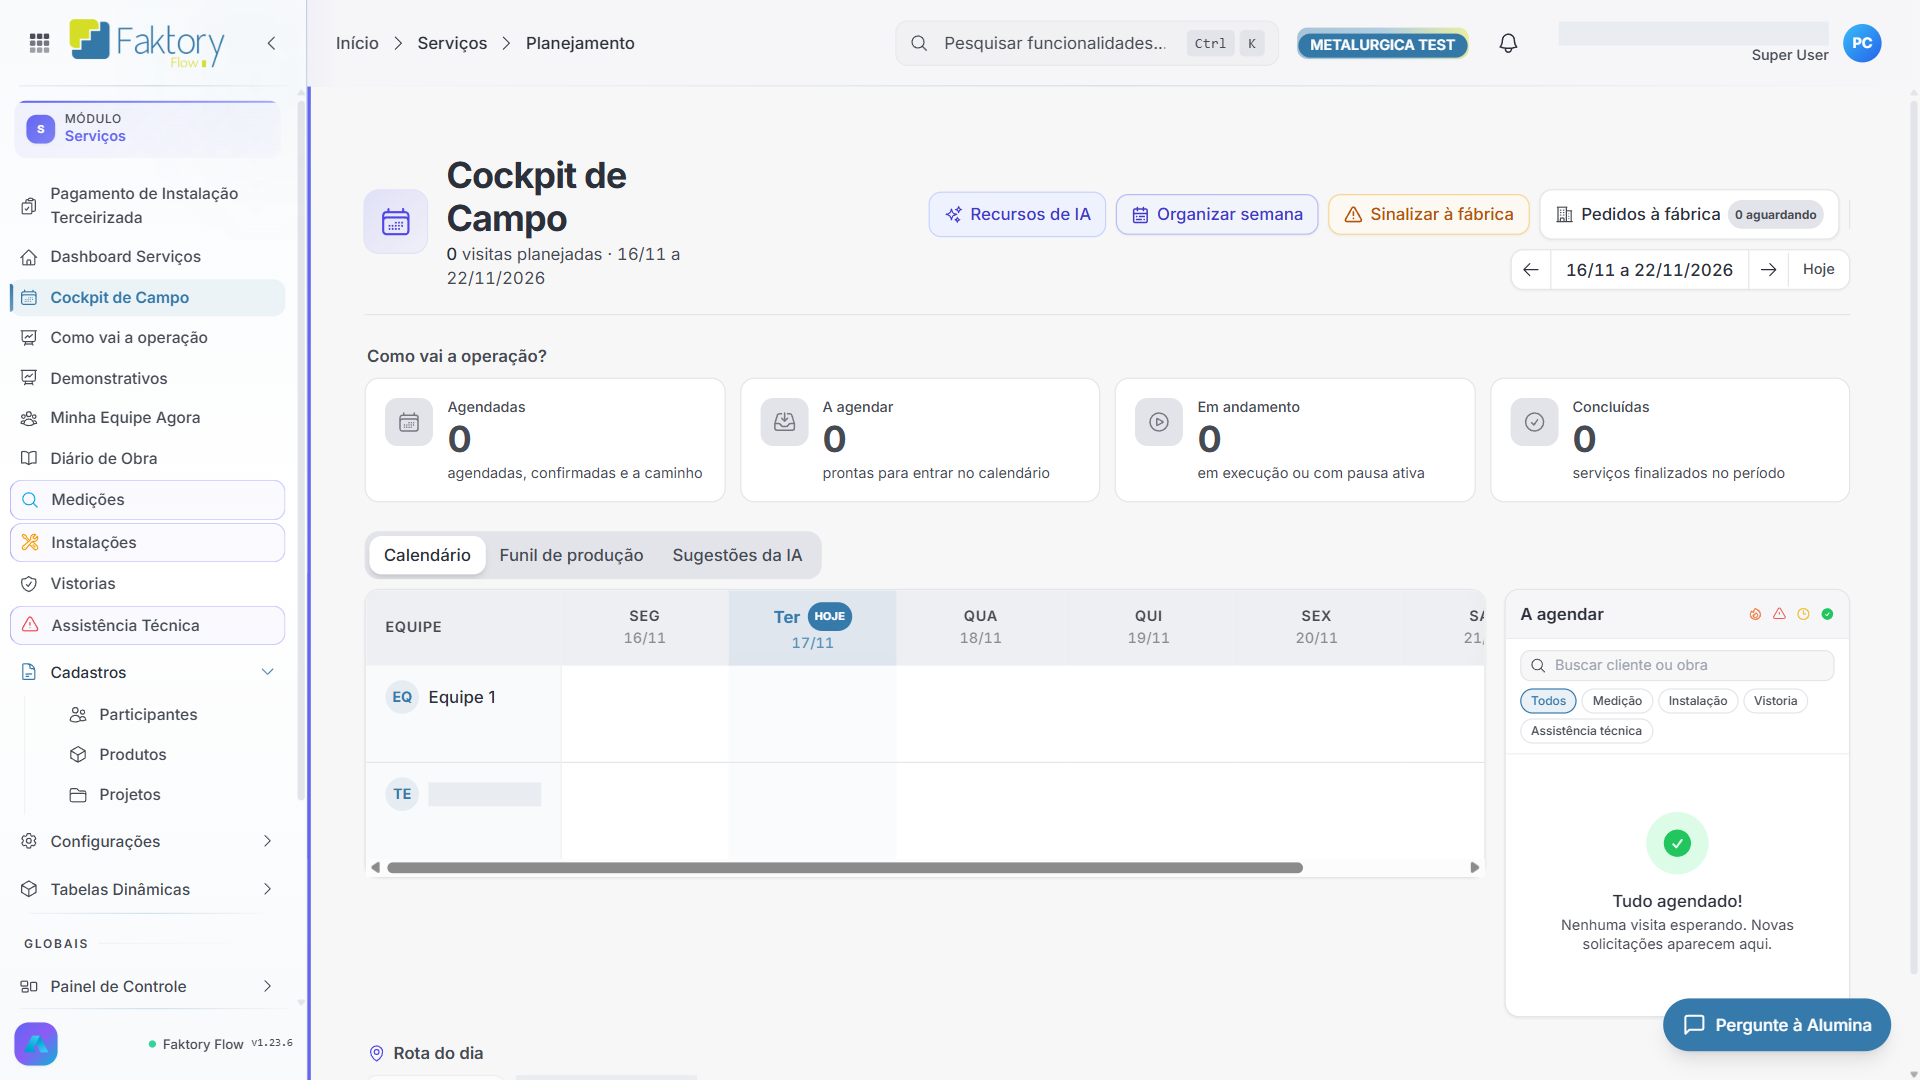 Faktory
Flow
MÓDULO
S
Serviços
Pagamento de Instalação
Terceirizada
Dashboard Serviços
Cockpit de Campo
Como vai a operação
Demonstrativos
Minha Equipe Agora
Diário de Obra
Medições
Instalações
Vistorias
Assistência Técnica
Cadastros
Participantes
Produtos
Projetos
Configurações
Tabelas Dinâmicas
GLOBAIS
Painel de Controle
Faktory Flow v1.23.6
Início > Serviços > Planejamento
Pesquisar funcionalidades... Ctrl K
METALURGICA TEST
Super User
PC
Cockpit de
Campo
0 visitas planejadas · 16/11 a
22/11/2026
Recursos de IA
Organizar semana
Sinalizar à fábrica
Pedidos à fábrica 0 aguardando
16/11 a 22/11/2026
Hoje
Como vai a operação?
Agendadas
0
agendadas, confirmadas e a caminho
A agendar
0
prontas para entrar no calendário
Em andamento
0
em execução ou com pausa ativa
Concluídas
0
serviços finalizados no período
Calendário Funil de produção Sugestões da IA
EQUIPE
SEG
16/11
Ter HOJE
17/11
QUA
18/11
QUI
19/11
SEX
20/11
SA
21/
EQ Equipe 1
TE
A agendar
Buscar cliente ou obra
Todos Medição Instalação Vistoria
Assistência técnica
Tudo agendado!
Nenhuma visita esperando. Novas
solicitações aparecem aqui.
Rota do dia
Pergunte à Alumina